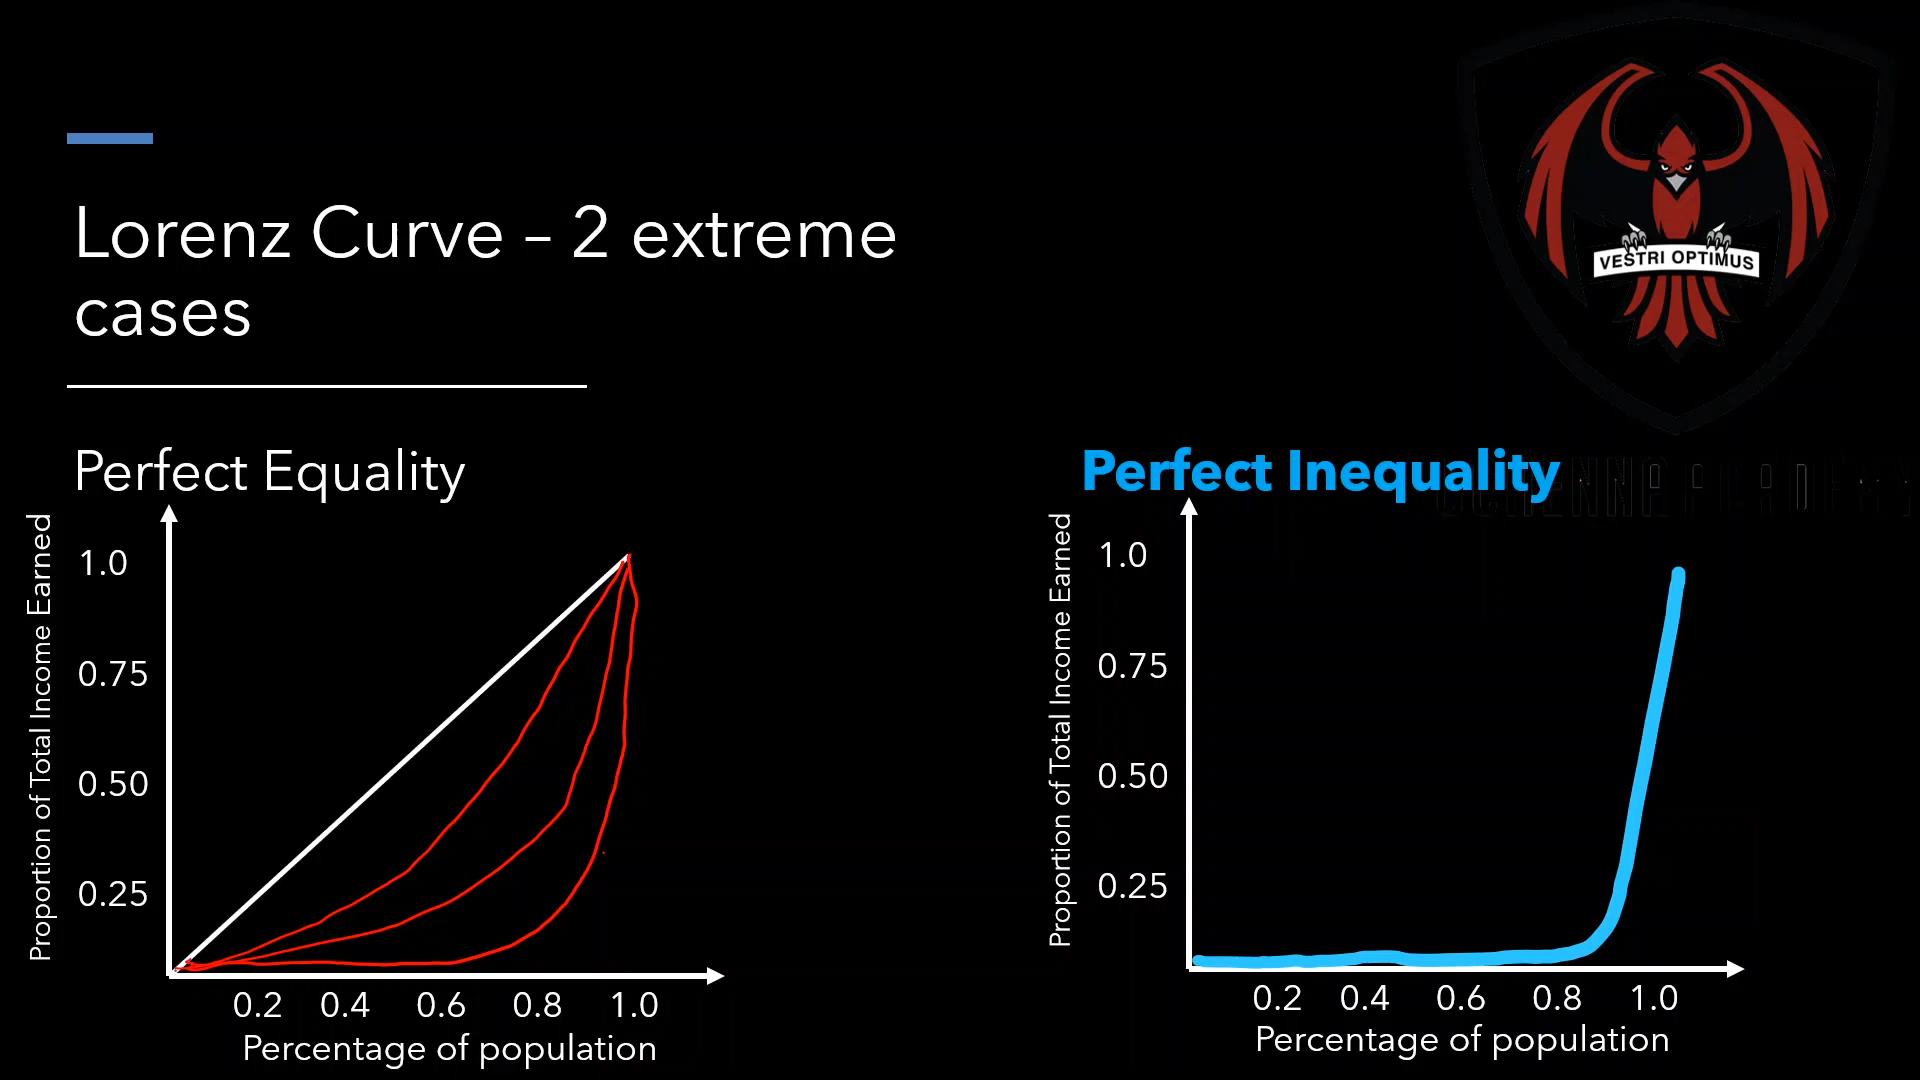 VESTRI OPTIMUS
Lorenz Curve – 2 extreme
cases
Perfect Equality
Proportion of Total Income Earned
1.0
0.75
0.50
0.25
0.2 0.4 0.6 0.8 1.0
Percentage of population
Perfect Inequality
Proportion of Total Income Earned
1.0
0.75
0.50
0.25
0.2 0.4 0.6 0.8 1.0
Percentage of population